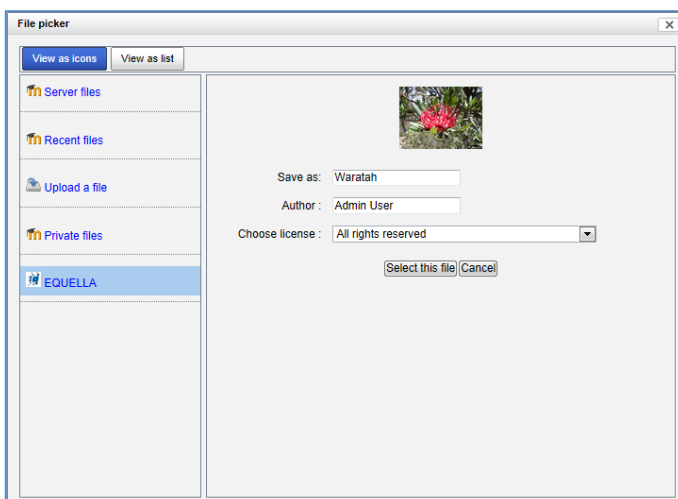 File picker
View as icons View as list
Server files
Recent files
Upload a file
Private files
EQUELLA
Save as: Waratah
Author : Admin User
Choose license : All rights reserved
Select this file Cancel